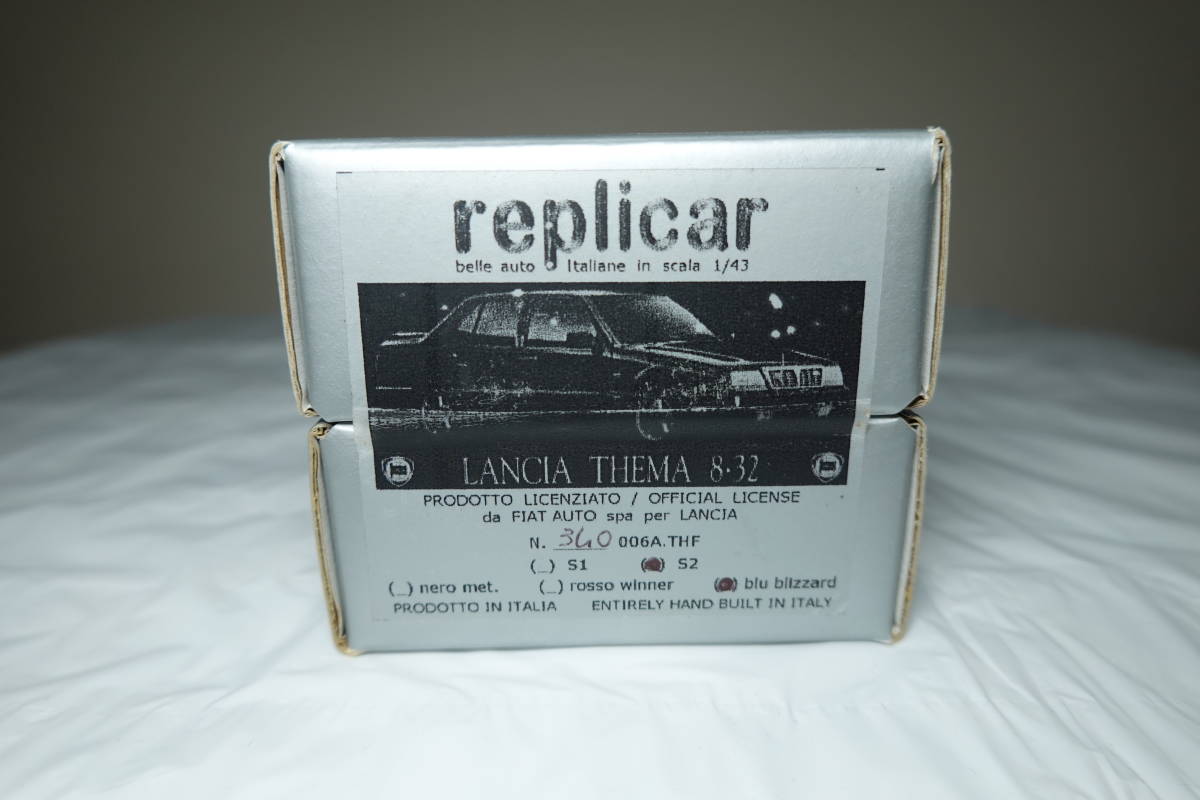 replicar
belle auto Italiane in scala 1/43
LANCIA THEMA 8·32
PRODOTTO LICENZIATO / OFFICIAL LICENSE
da FIAT AUTO spa per LANCIA
N. 340 006A.THF
(_) S1 (_) S2
(_) nero met. (_) rosso winner (_) blu blizzard
PRODOTTO IN ITALIA ENTIRELY HAND BUILT IN ITALY